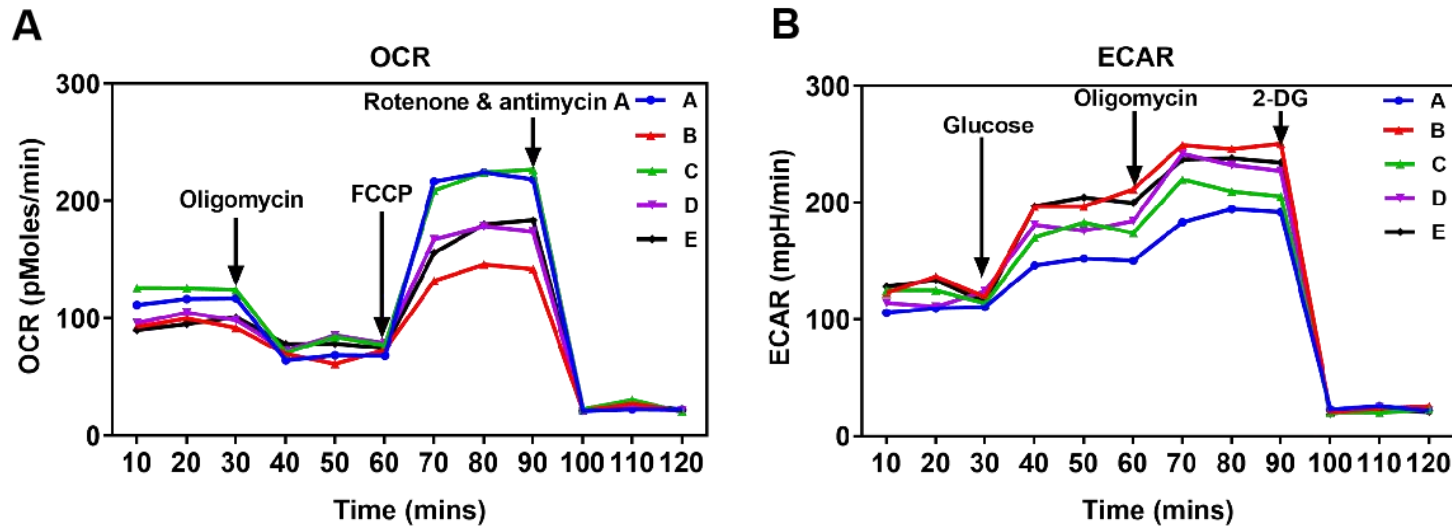 A
OCR
OCR (pMoles/min)
300
200
100
0
Oligomycin
FCCP
Rotenone & antimycin A
A
B
C
D
E
10 20 30 40 50 60 70 80 90 100 110 120
Time (mins)
B
ECAR
ECAR (mpH/min)
300
200
100
0
Glucose
Oligomycin
2-DG
A
B
C
D
E
10 20 30 40 50 60 70 80 90 100 110 120
Time (mins)